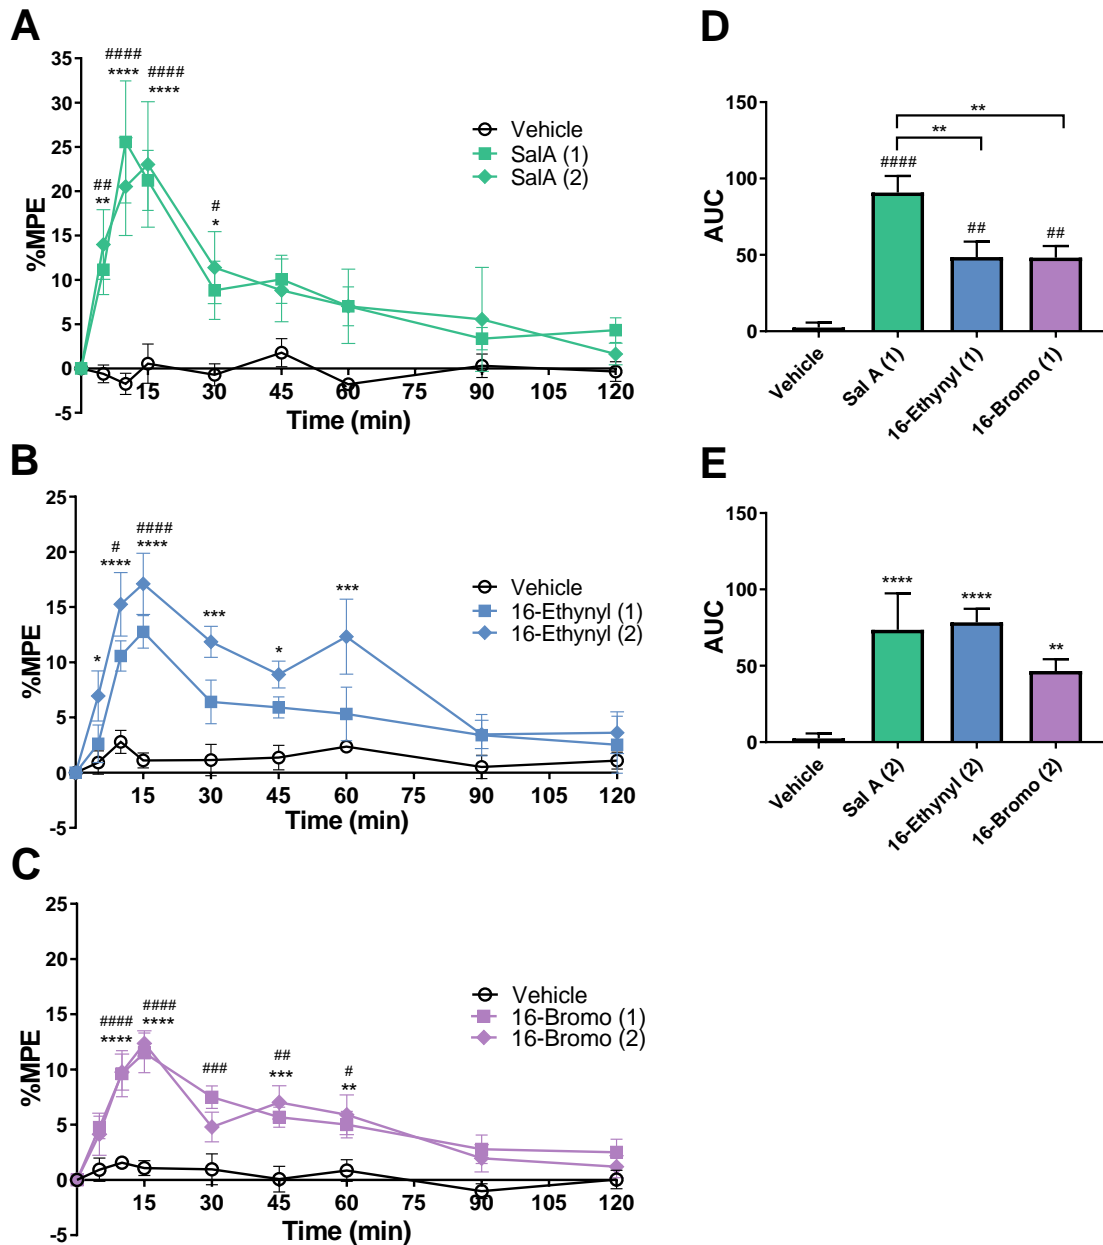 A
35
30
25
20
15
10
5
0
-5
%MPE
####
****
####
****
##
**
#
*
Vehicle
SalA (1)
SalA (2)
15 30 45 60 75 90 105 120
Time (min)
B
25
20
15
10
5
0
-5
%MPE
*
#
****
####
****
***
*
***
Vehicle
16-Ethynyl (1)
16-Ethynyl (2)
15 30 45 60 75 90 105 120
Time (min)
C
25
20
15
10
5
0
-5
%MPE
####
****
####
****
###
##
***
#
**
Vehicle
16-Bromo (1)
16-Bromo (2)
15 30 45 60 75 90 105 120
Time (min)
D
150
100
50
0
AUC
**
**
####
##
##
Vehicle
Sal A (1)
16-Ethynyl (1)
16-Bromo (1)
E
150
100
50
0
AUC
****
****
**
Vehicle
Sal A (2)
16-Ethynyl (2)
16-Bromo (2)